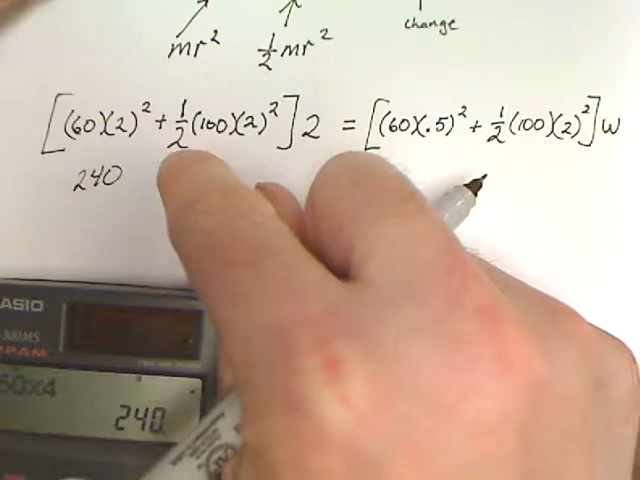 mr² ½mr² change
[(60)(2)² + ½(100)(2)²]2 = [(60)(.5)² + ½(100)(2)²]w
240
ASIO
60x4
240.